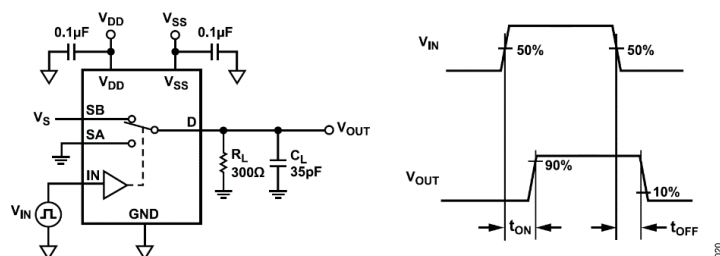 VDD
VSS
0.1µF
0.1µF
VDD
VSS
VS
SB
D
VOUT
SA
RL
300Ω
CL
35pF
IN
VIN
GND
VIN
50%
50%
VOUT
90%
10%
tON
tOFF
020